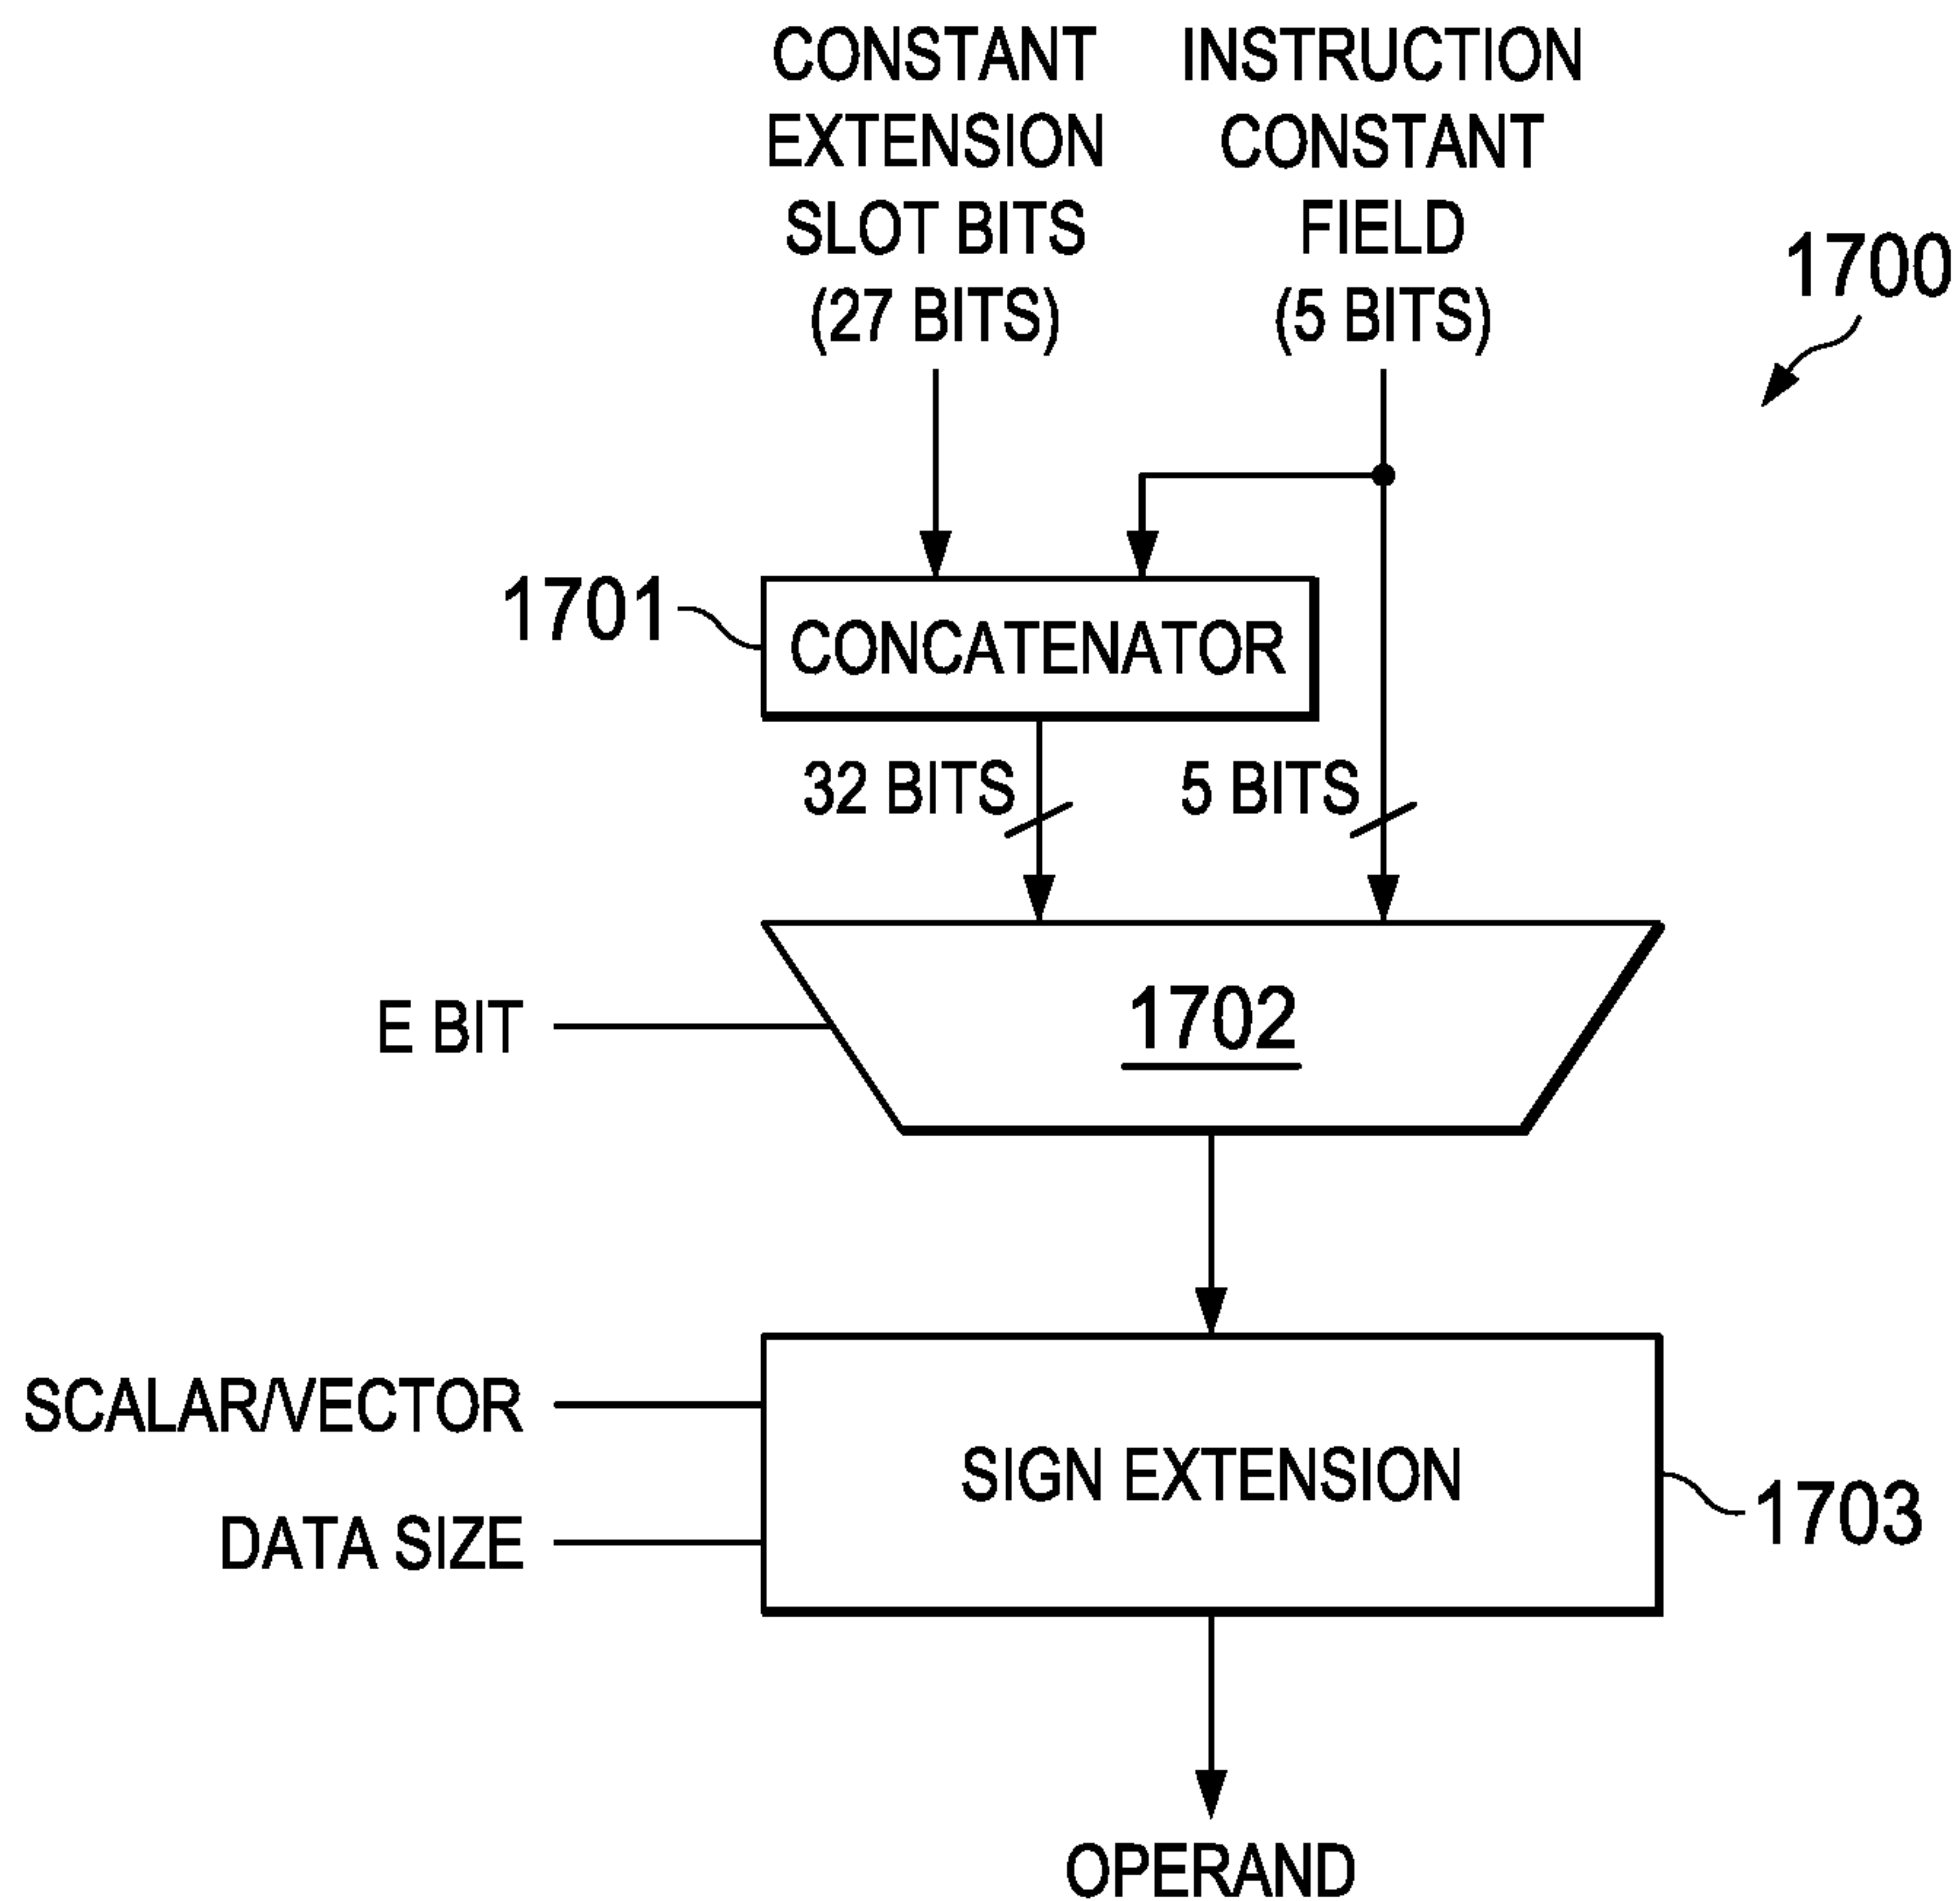 CONSTANT
EXTENSION
SLOT BITS
(27 BITS)
INSTRUCTION
CONSTANT
FIELD
(5 BITS)
1700
1701
CONCATENATOR
32 BITS
5 BITS
E BIT
1702
SCALAR/VECTOR
DATA SIZE
SIGN EXTENSION
1703
OPERAND